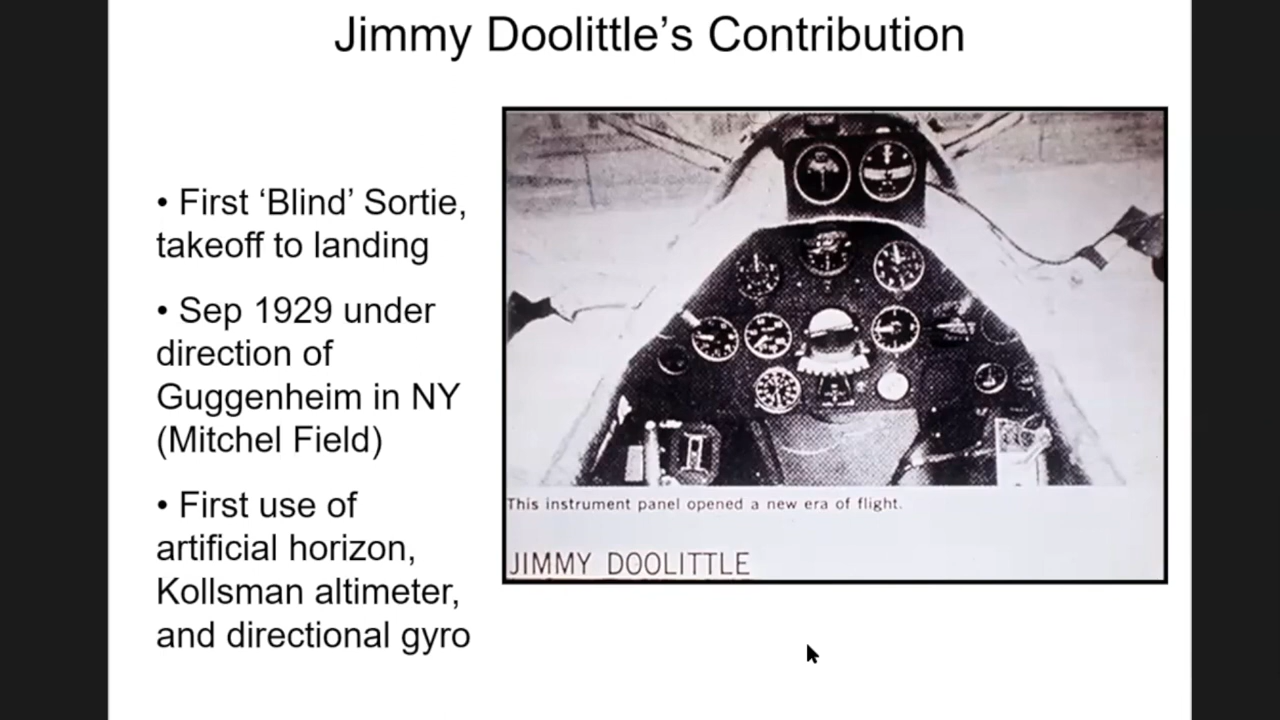 Jimmy Doolittle’s Contribution
• First ‘Blind’ Sortie,
takeoff to landing
• Sep 1929 under
direction of
Guggenheim in NY
(Mitchel Field)
• First use of
artificial horizon,
Kollsman altimeter,
and directional gyro
This instrument panel opened a new era of flight.
JIMMY DOOLITTLE